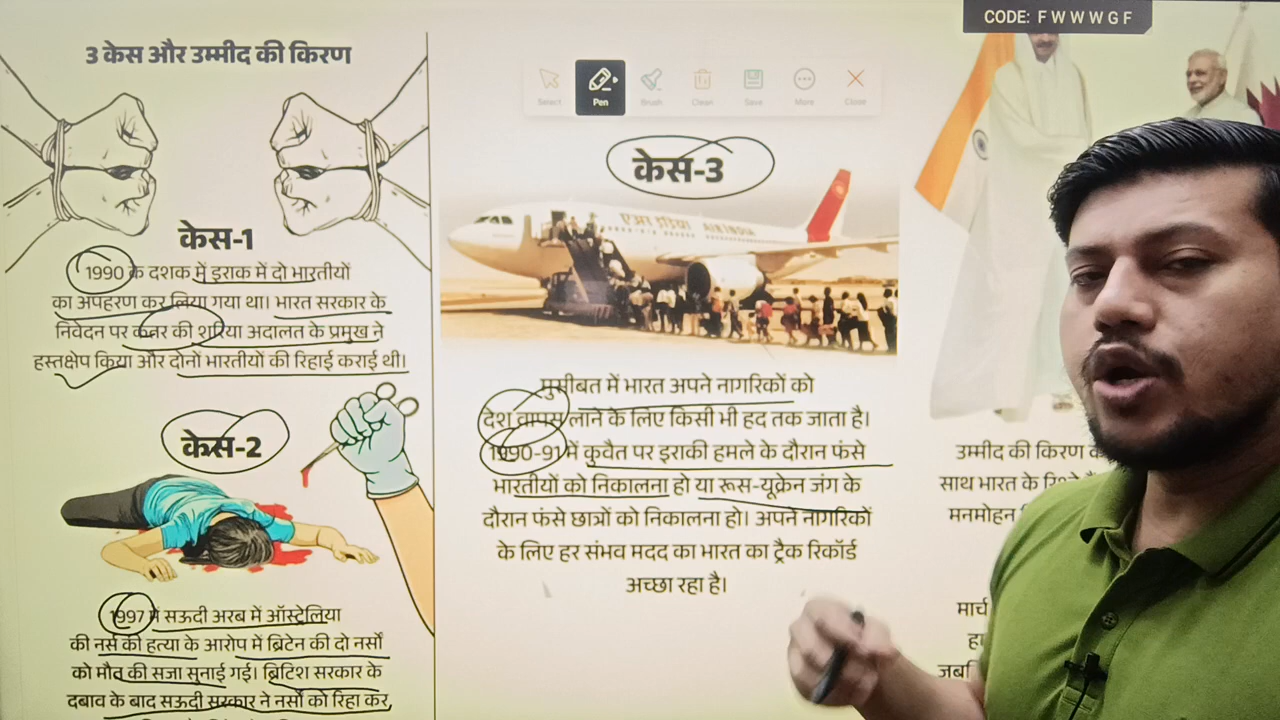 CODE: F W W W G F
3 केस और उम्मीद की किरण
Select
Pen
Brush
Clean
Save
More
Close
केस-1
1990 के दशक में इराक में दो भारतीयों
का अपहरण कर लिया गया था। भारत सरकार के
निवेदन पर कतर की शरिया अदालत के प्रमुख ने
हस्तक्षेप किया और दोनों भारतीयों की रिहाई कराई थी।
केस-2
1997 में सऊदी अरब में ऑस्ट्रेलिया
की नर्स की हत्या के आरोप में ब्रिटेन की दो नर्सों
को मौत की सजा सुनाई गई। ब्रिटिश सरकार के
दबाव के बाद सऊदी सरकार ने नर्सों को रिहा कर,
केस-3
एअर इंडिया AIR INDIA
मुसीबत में भारत अपने नागरिकों को
देश वापस लाने के लिए किसी भी हद तक जाता है।
1990-91 में कुवैत पर इराकी हमले के दौरान फंसे
भारतीयों को निकालना हो या रूस-यूक्रेन जंग के
दौरान फंसे छात्रों को निकालना हो। अपने नागरिकों
के लिए हर संभव मदद का भारत का ट्रैक रिकॉर्ड
अच्छा रहा है।
उम्मीद की किरण
साथ भारत के
मनमोहन
मार्च